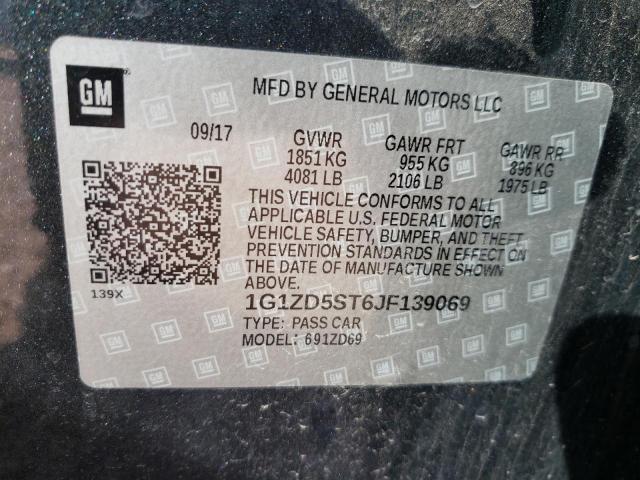 GM
MFD BY GENERAL MOTORS LLC
09/17
GVWR
1851 KG
4081 LB
GAWR FRT
955 KG
2106 LB
GAWR RR
896 KG
1975 LB
THIS VEHICLE CONFORMS TO ALL
APPLICABLE U.S. FEDERAL MOTOR
VEHICLE SAFETY, BUMPER, AND THEFT
PREVENTION STANDARDS IN EFFECT ON
THE DATE OF MANUFACTURE SHOWN
ABOVE.
139X
1G1ZD5ST6JF139069
TYPE: PASS CAR
MODEL: 691ZD69